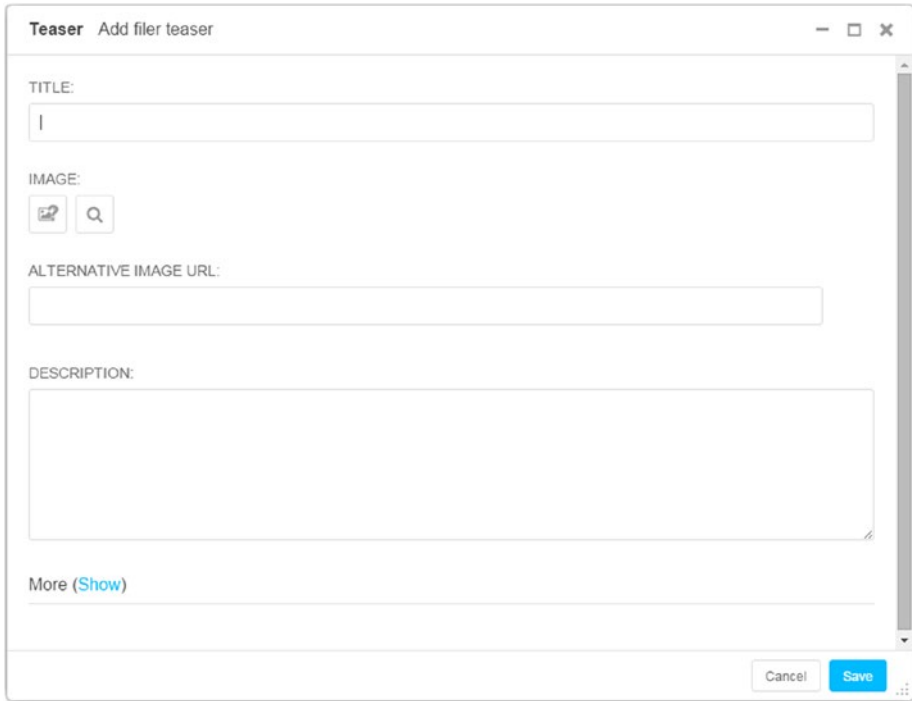 Teaser Add filer teaser
TITLE:
IMAGE:
ALTERNATIVE IMAGE URL:
DESCRIPTION:
More (Show)
Cancel Save